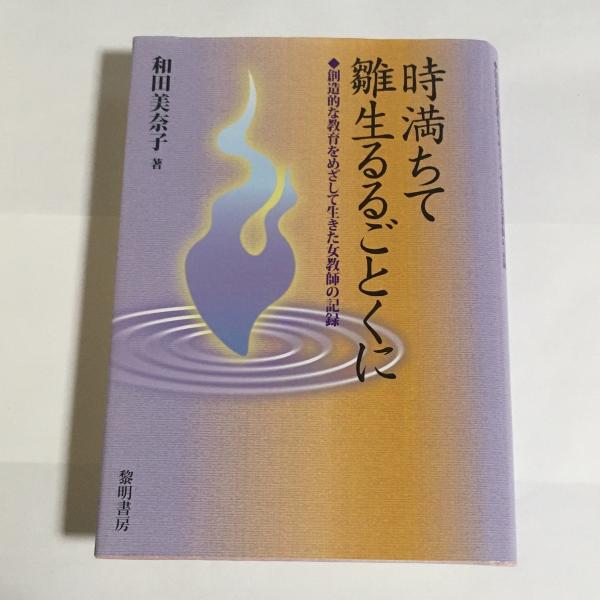 時満ちて
雛生るるごとくに
◆創造的な教育をめざして生きた女教師の記録
和田美奈子 著
黎明書房